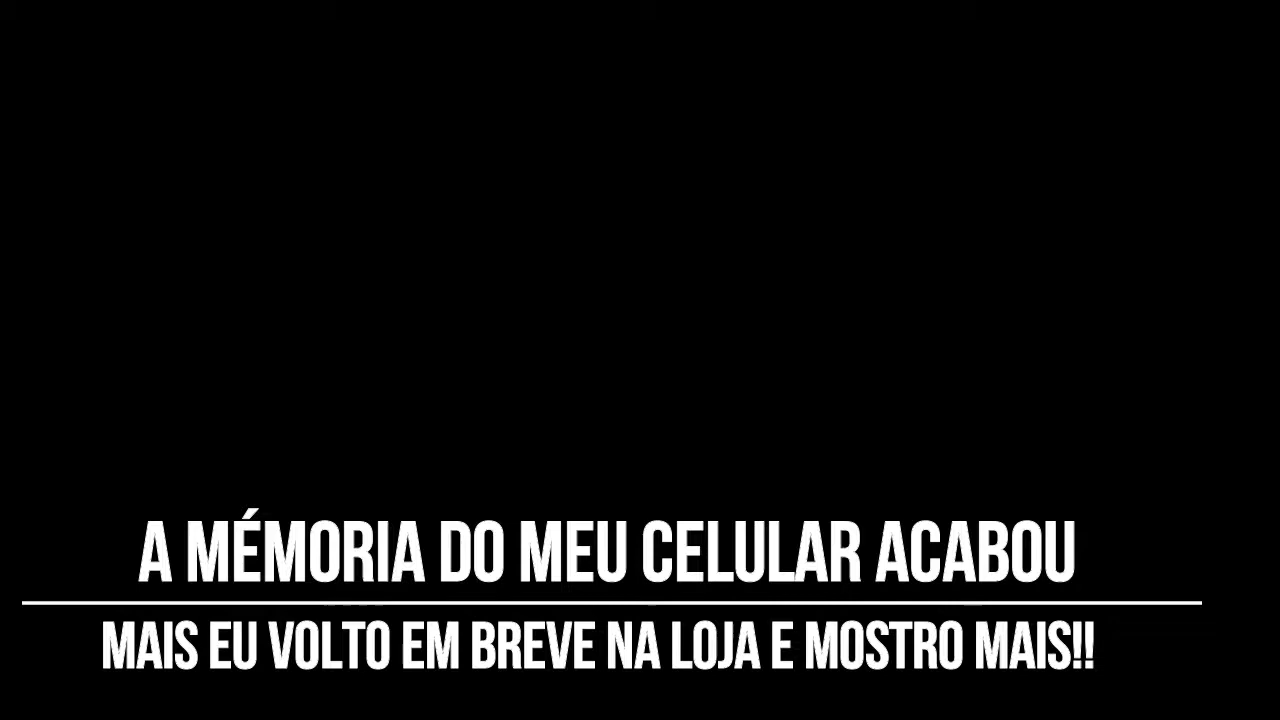 A MÉMORIA DO MEU CELULAR ACABOU
MAIS EU VOLTO EM BREVE NA LOJA E MOSTRO MAIS!!